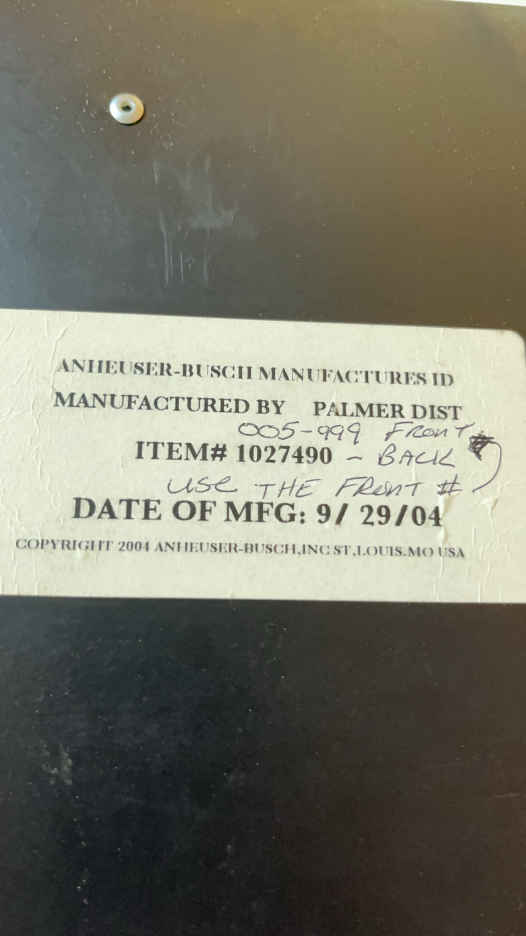 ANHEUSER-BUSCH MANUFACTURES ID
MANUFACTURED BY PALMER DIST
005-999 FRONT
ITEM# 1027490 - BACK
USE THE FRONT #
DATE OF MFG: 9/ 29/04
COPYRIGHT 2004 ANHEUSER-BUSCH,INC ST,LOUIS.MO USA